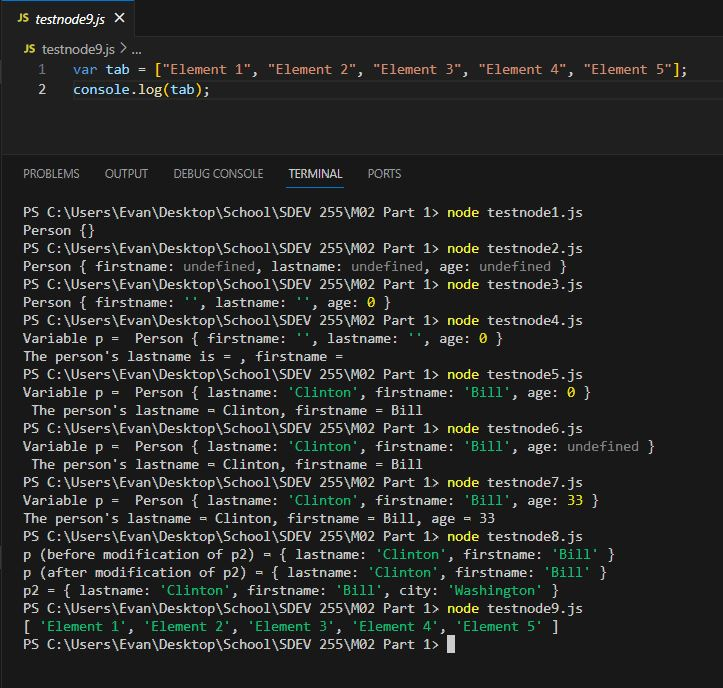 JS testnode9.js ×
JS testnode9.js > ...
1 var tab = ["Element 1", "Element 2", "Element 3", "Element 4", "Element 5"];
2 console.log(tab);
PROBLEMS OUTPUT DEBUG CONSOLE TERMINAL PORTS
PS C:\Users\Evan\Desktop\School\SDEV 255\M02 Part 1> node testnode1.js
Person {}
PS C:\Users\Evan\Desktop\School\SDEV 255\M02 Part 1> node testnode2.js
Person { firstname: undefined, lastname: undefined, age: undefined }
PS C:\Users\Evan\Desktop\School\SDEV 255\M02 Part 1> node testnode3.js
Person { firstname: '', lastname: '', age: 0 }
PS C:\Users\Evan\Desktop\School\SDEV 255\M02 Part 1> node testnode4.js
Variable p =  Person { firstname: '', lastname: '', age: 0 }
The person's lastname is = , firstname =
PS C:\Users\Evan\Desktop\School\SDEV 255\M02 Part 1> node testnode5.js
Variable p =  Person { lastname: 'Clinton', firstname: 'Bill', age: 0 }
 The person's lastname = Clinton, firstname = Bill
PS C:\Users\Evan\Desktop\School\SDEV 255\M02 Part 1> node testnode6.js
Variable p =  Person { lastname: 'Clinton', firstname: 'Bill', age: undefined }
 The person's lastname = Clinton, firstname = Bill
PS C:\Users\Evan\Desktop\School\SDEV 255\M02 Part 1> node testnode7.js
Variable p =  Person { lastname: 'Clinton', firstname: 'Bill', age: 33 }
The person's lastname = Clinton, firstname = Bill, age = 33
PS C:\Users\Evan\Desktop\School\SDEV 255\M02 Part 1> node testnode8.js
p (before modification of p2) = { lastname: 'Clinton', firstname: 'Bill' }
p (after modification of p2) = { lastname: 'Clinton', firstname: 'Bill' }
p2 = { lastname: 'Clinton', firstname: 'Bill', city: 'Washington' }
PS C:\Users\Evan\Desktop\School\SDEV 255\M02 Part 1> node testnode9.js
[ 'Element 1', 'Element 2', 'Element 3', 'Element 4', 'Element 5' ]
PS C:\Users\Evan\Desktop\School\SDEV 255\M02 Part 1>